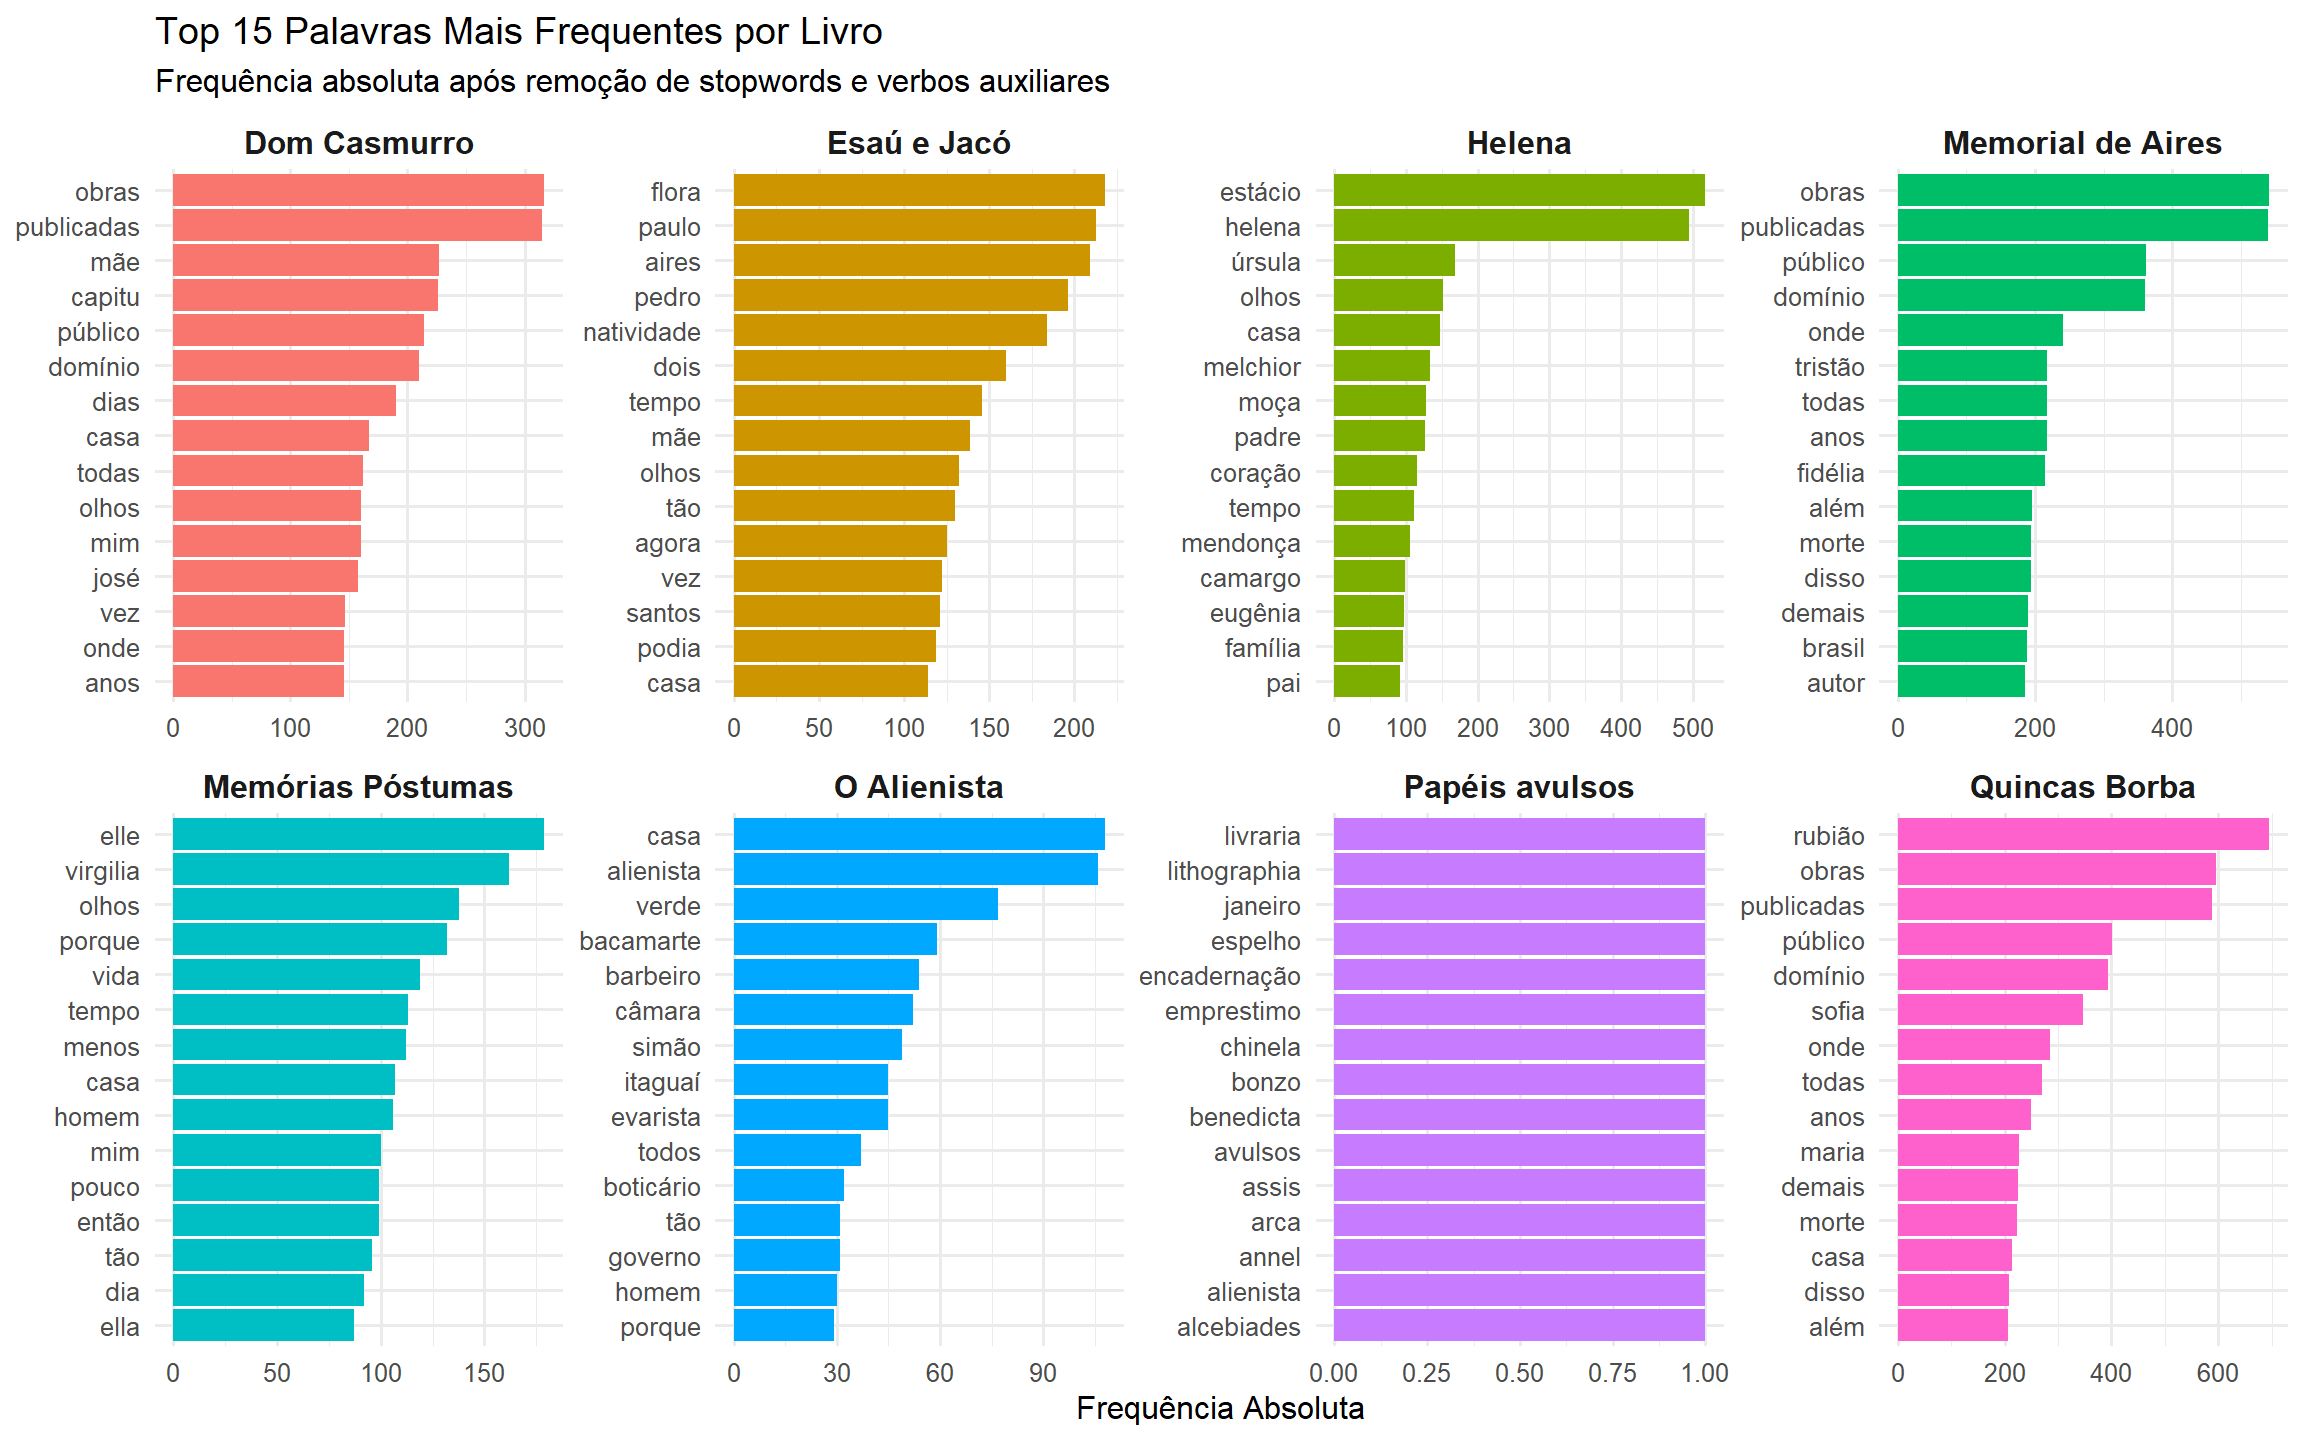 Top 15 Palavras Mais Frequentes por Livro
Frequência absoluta após remoção de stopwords e verbos auxiliares
Dom Casmurro
obras
publicadas
mãe
capitu
público
domínio
dias
casa
todas
olhos
mim
josé
vez
onde
anos
0 100 200 300
Esaú e Jacó
flora
paulo
aires
pedro
natividade
dois
tempo
mãe
olhos
tão
agora
vez
santos
podia
casa
0 50 100 150 200
Helena
estácio
helena
úrsula
olhos
casa
melchior
moça
padre
coração
tempo
mendonça
camargo
eugênia
família
pai
0 100 200 300 400 500
Memorial de Aires
obras
publicadas
público
domínio
onde
tristão
todas
anos
fidélia
além
morte
disso
demais
brasil
autor
0 200 400
Memórias Póstumas
elle
virgilia
olhos
porque
vida
tempo
menos
casa
homem
mim
pouco
então
tão
dia
ella
0 50 100 150
O Alienista
casa
alienista
verde
bacamarte
barbeiro
câmara
simão
itaguaí
evarista
todos
boticário
tão
governo
homem
porque
0 30 60 90
Papéis avulsos
livraria
lithographia
janeiro
espelho
encadernação
emprestimo
chinela
bonzo
benedicta
avulsos
assis
arca
annel
alienista
alcebiades
0.00 0.25 0.50 0.75 1.00
Quincas Borba
rubião
obras
publicadas
público
domínio
sofia
onde
todas
anos
maria
demais
morte
casa
disso
além
0 200 400 600
Frequência Absoluta